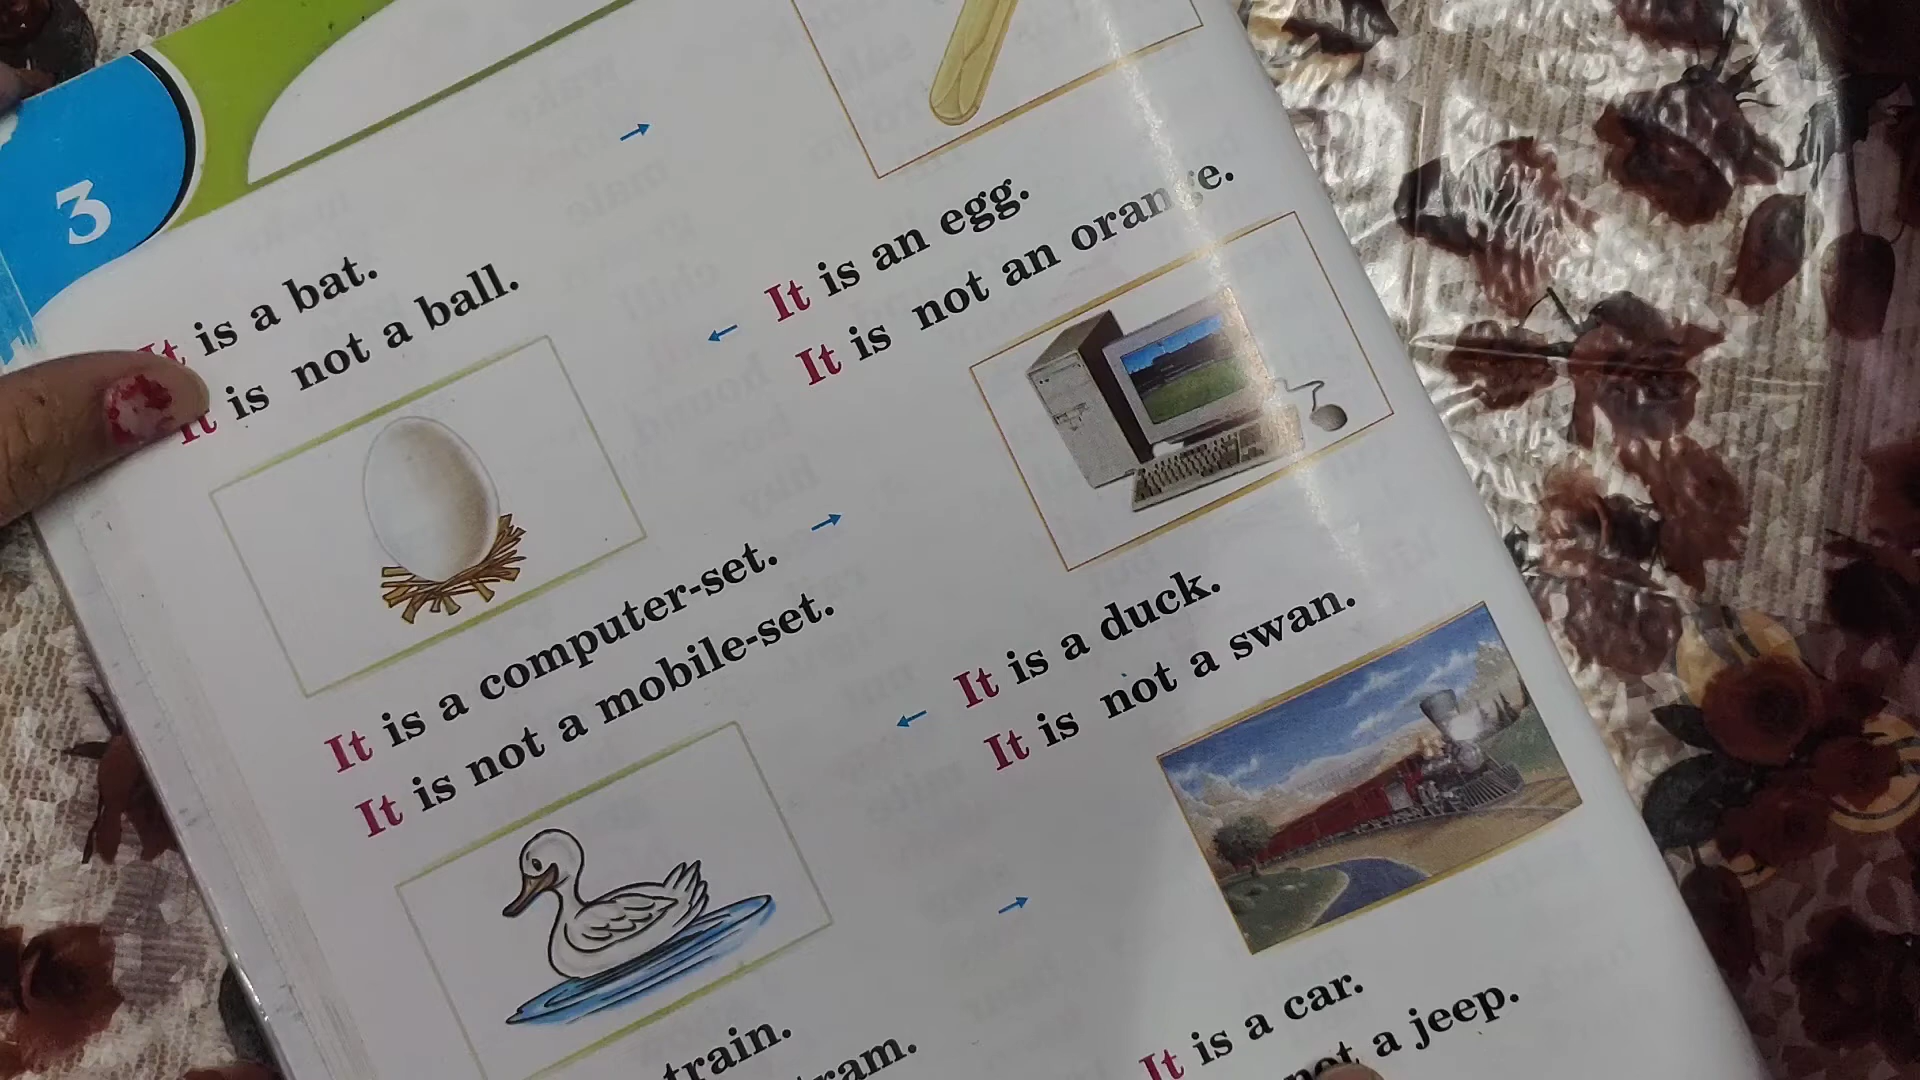 3
It is a bat.
It is not a ball.
It is an egg.
It is not an orange.
It is a computer-set.
It is not a mobile-set.
It is a duck.
It is not a swan.
train.
ram.
It is a car.
not a jeep.